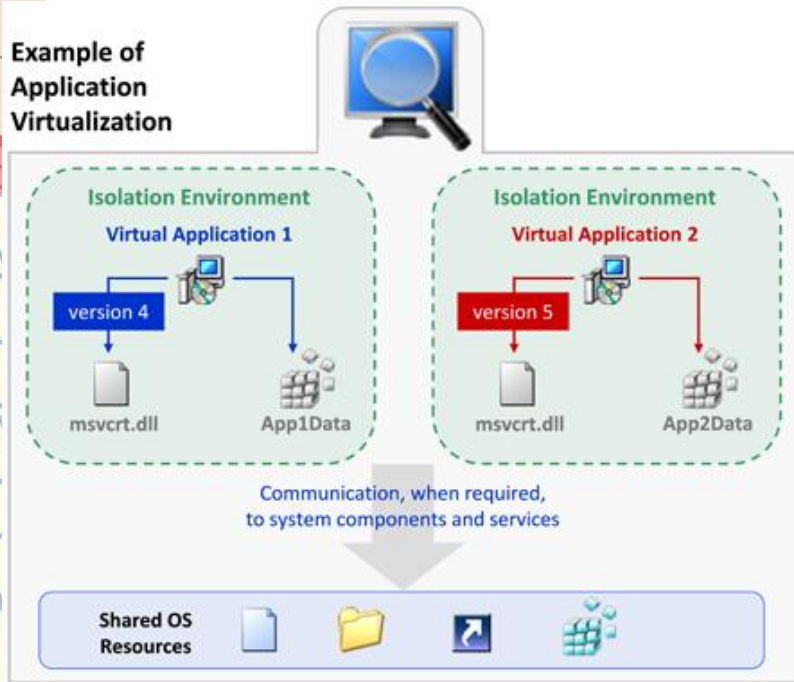 Example of
Application
Virtualization
Isolation Environment
Virtual Application 1
version 4
msvcrt.dll
App1Data
Isolation Environment
Virtual Application 2
version 5
msvcrt.dll
App2Data
Communication, when required,
to system components and services
Shared OS
Resources